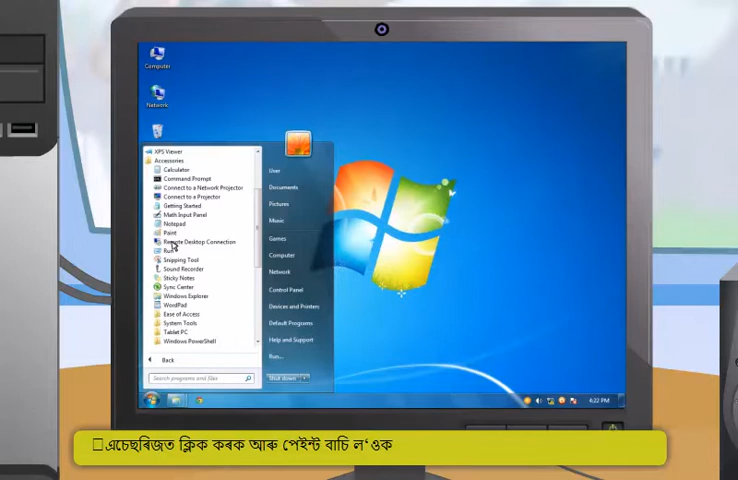 Computer
Network
XPS Viewer
Accessories
Calculator
Command Prompt
Connect to a Network Projector
Connect to a Projector
Getting Started
Math Input Panel
Notepad
Paint
Remote Desktop Connection
Run
Snipping Tool
Sound Recorder
Sticky Notes
Sync Center
Windows Explorer
WordPad
Ease of Access
System Tools
Tablet PC
Windows PowerShell
Back
Search programs and files
User
Documents
Pictures
Music
Games
Computer
Network
Control Panel
Devices and Printers
Default Programs
Help and Support
Run...
Shut down
6:22 PM
এচেছৰিজত ক্লিক কৰক আৰু পেইন্ট বাচি ল'ওক